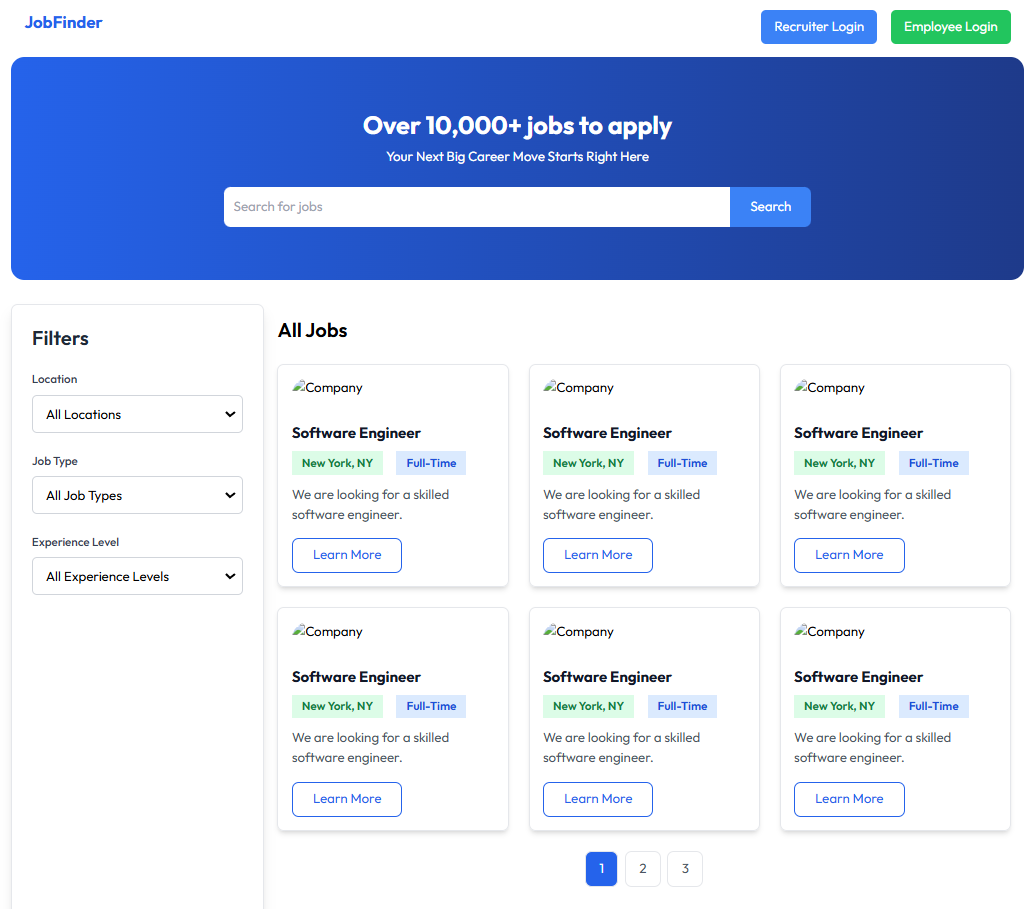 JobFinder
Recruiter Login
Employee Login
Over 10,000+ jobs to apply
Your Next Big Career Move Starts Right Here
Search for jobs
Search
Filters
Location
All Locations
Job Type
All Job Types
Experience Level
All Experience Levels
All Jobs
Company
Software Engineer
New York, NY
Full-Time
We are looking for a skilled
software engineer.
Learn More
Company
Software Engineer
New York, NY
Full-Time
We are looking for a skilled
software engineer.
Learn More
Company
Software Engineer
New York, NY
Full-Time
We are looking for a skilled
software engineer.
Learn More
Company
Software Engineer
New York, NY
Full-Time
We are looking for a skilled
software engineer.
Learn More
Company
Software Engineer
New York, NY
Full-Time
We are looking for a skilled
software engineer.
Learn More
Company
Software Engineer
New York, NY
Full-Time
We are looking for a skilled
software engineer.
Learn More
1
2
3